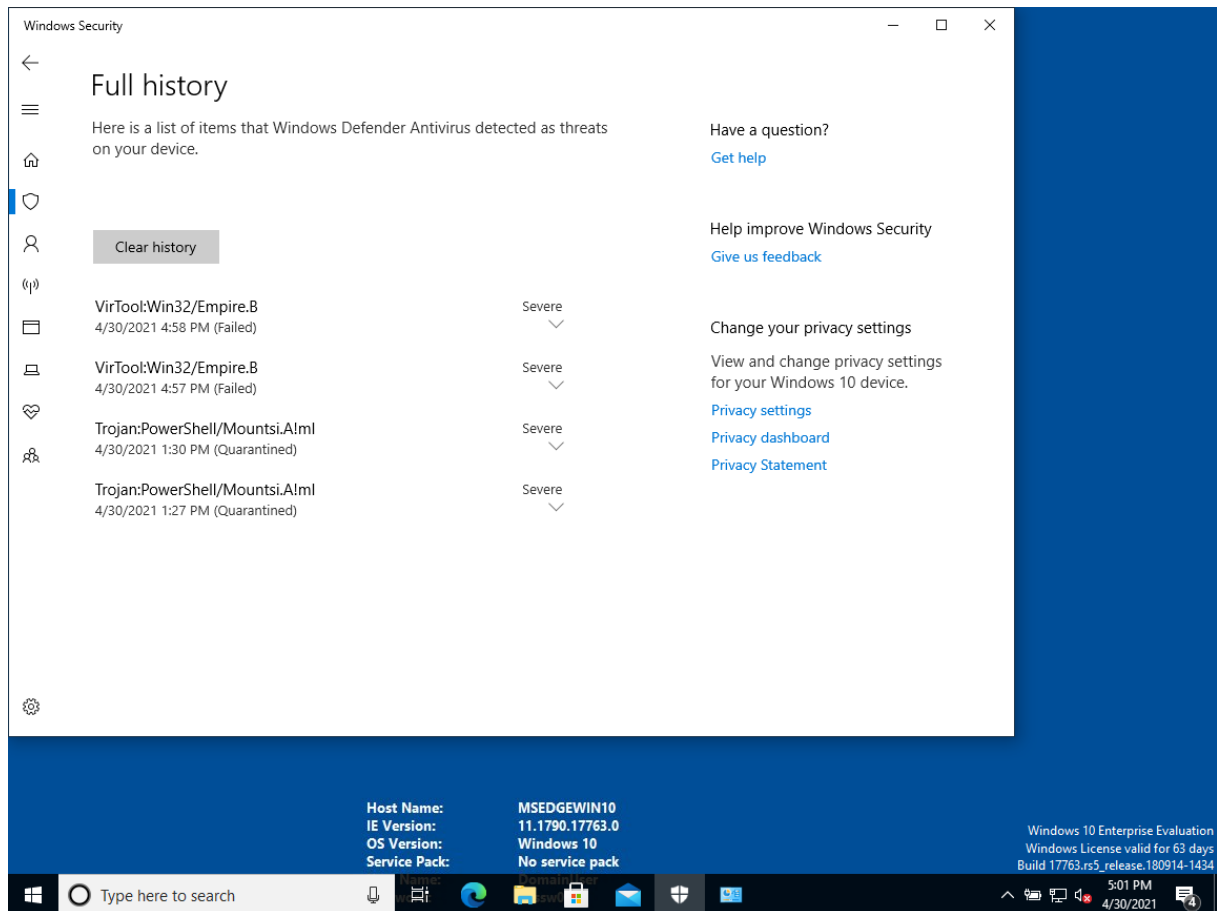 Windows Security
Full history
Here is a list of items that Windows Defender Antivirus detected as threats
on your device.
Clear history
VirTool:Win32/Empire.B
Severe
4/30/2021 4:58 PM (Failed)
VirTool:Win32/Empire.B
Severe
4/30/2021 4:57 PM (Failed)
Trojan:PowerShell/Mountsi.A!ml
Severe
4/30/2021 1:30 PM (Quarantined)
Trojan:PowerShell/Mountsi.A!ml
Severe
4/30/2021 1:27 PM (Quarantined)
Have a question?
Get help
Help improve Windows Security
Give us feedback
Change your privacy settings
View and change privacy settings
for your Windows 10 device.
Privacy settings
Privacy dashboard
Privacy Statement
Host Name: MSEDGEWIN10
IE Version: 11.1790.17763.0
OS Version: Windows 10
Service Pack: No service pack
Name: DomainUser
Windows 10 Enterprise Evaluation
Windows License valid for 63 days
Build 17763.rs5_release.180914-1434
Type here to search
5:01 PM
4/30/2021
4